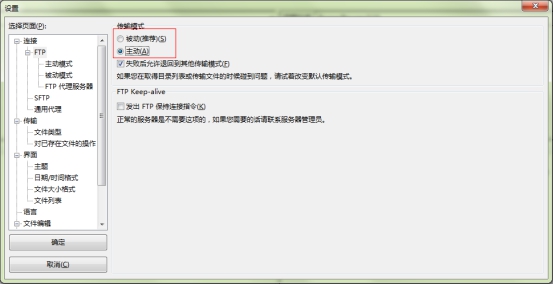 设置
选择页面(P):
连接
FTP
主动模式
被动模式
FTP 代理服务器
SFTP
通用代理
传输
文件类型
对已存在文件的操作
界面
主题
日期/时间格式
文件大小格式
文件列表
语言
文件编辑
确定
取消(C)
传输模式
被动(推荐)(S)
主动(A)
失败后允许退回到其他传输模式(F)
如果您在取得目录列表或传输文件的时候碰到问题，请试着改变默认传输模式。
FTP Keep-alive
发出 FTP 保持连接指令(K)
正常的服务器是不需要这项的，如果您需要的话请联系服务器管理员。